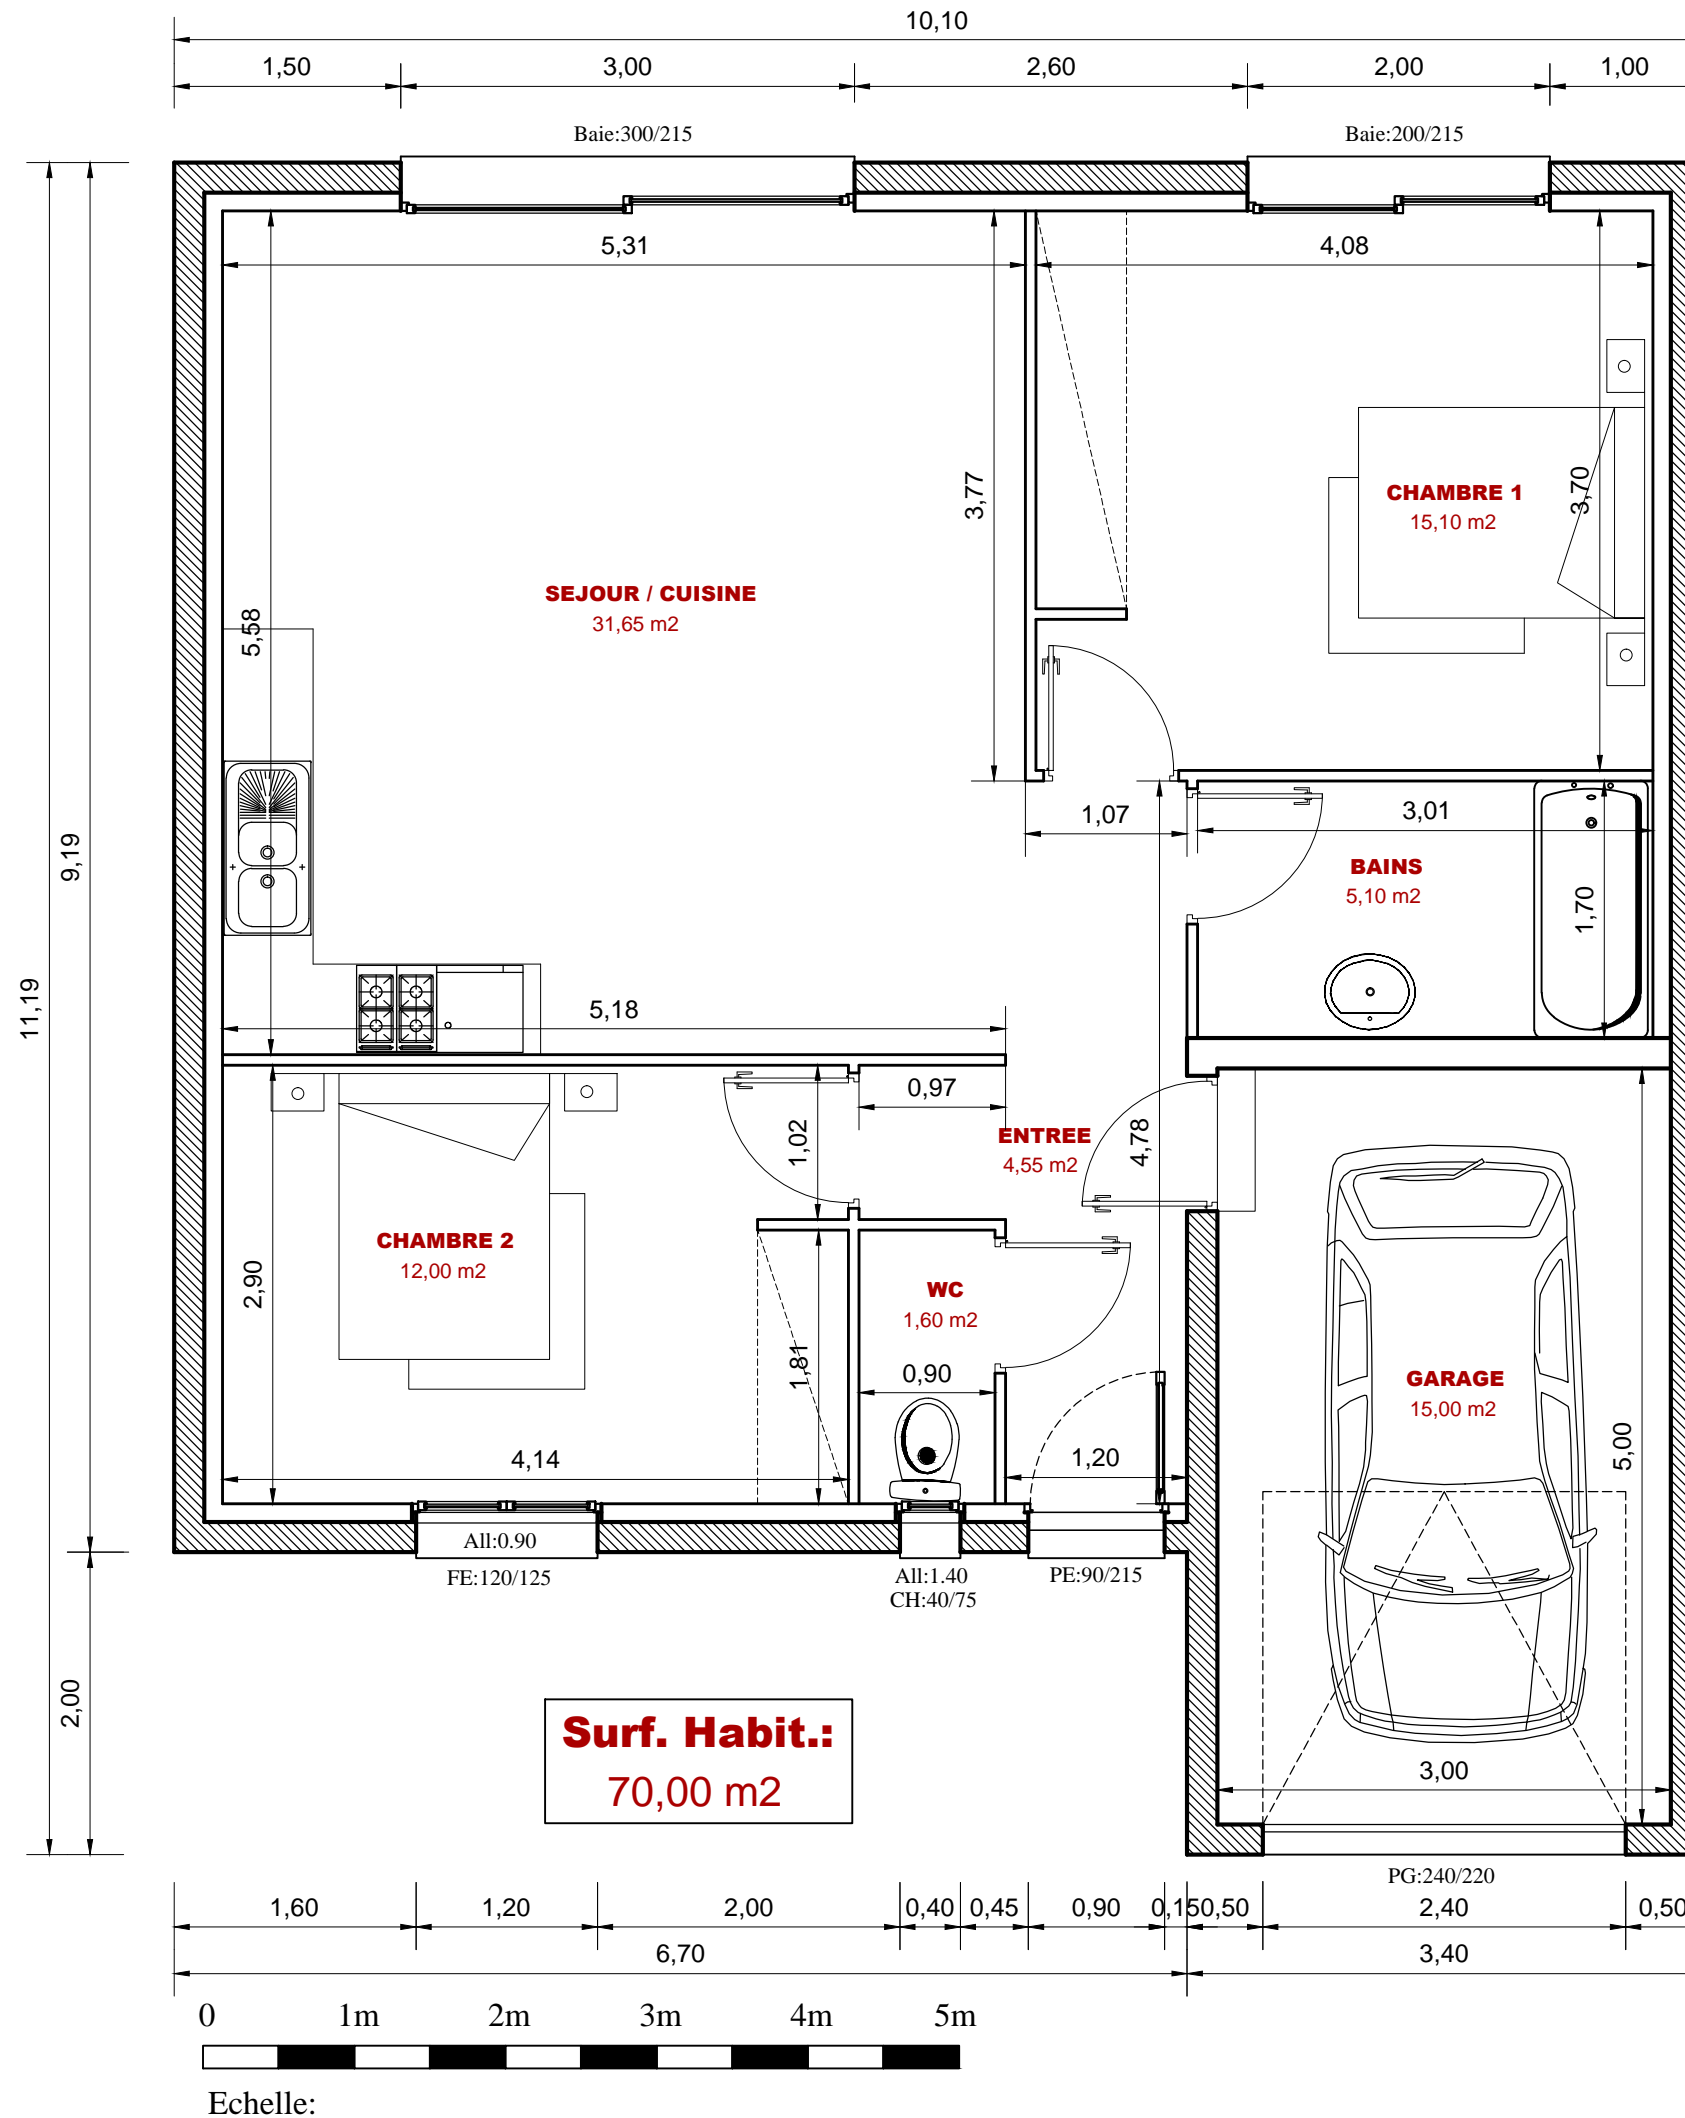 10,10
1,50 3,00 2,60 2,00 1,00
Baie:300/215 Baie:200/215
5,31 4,08
3,77
3,70
CHAMBRE 1
15,10 m2
SEJOUR / CUISINE
31,65 m2
5,58
9,19
11,19
1,07
3,01
BAINS
5,10 m2
1,70
5,18
0,97
1,02
ENTREE
4,55 m2
4,78
CHAMBRE 2
12,00 m2
2,90
WC
1,60 m2
1,81
0,90
GARAGE
15,00 m2
5,00
4,14
1,20
All:0.90
FE:120/125
All:1.40
CH:40/75
PE:90/215
2,00
Surf. Habit.:
70,00 m2
3,00
PG:240/220
1,60 1,20 2,00 0,40 0,45 0,90 0,15 0,50 2,40 0,50
6,70 3,40
0 1m 2m 3m 4m 5m
Echelle: